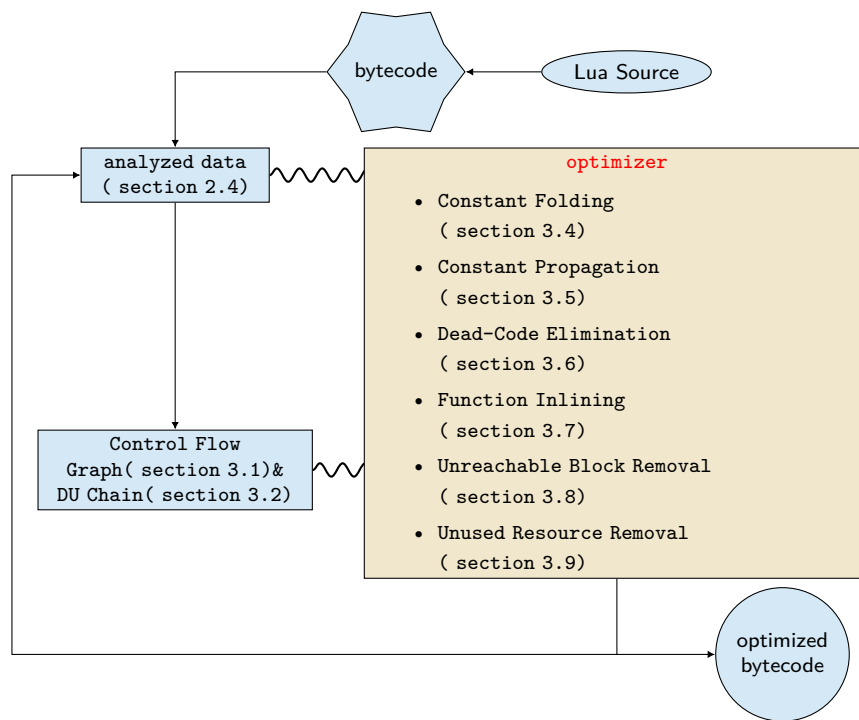 bytecode
Lua Source
analyzed data
( section 2.4)
optimizer
• Constant Folding
( section 3.4)
• Constant Propagation
( section 3.5)
• Dead-Code Elimination
( section 3.6)
• Function Inlining
( section 3.7)
• Unreachable Block Removal
( section 3.8)
• Unused Resource Removal
( section 3.9)
Control Flow
Graph( section 3.1)&
DU Chain( section 3.2)
optimized
bytecode